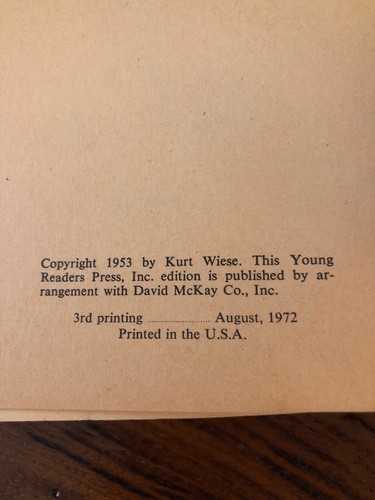 Copyright 1953 by Kurt Wiese. This Young
Readers Press, Inc. edition is published by ar-
rangement with David McKay Co., Inc.
3rd printing .......................... August, 1972
Printed in the U.S.A.